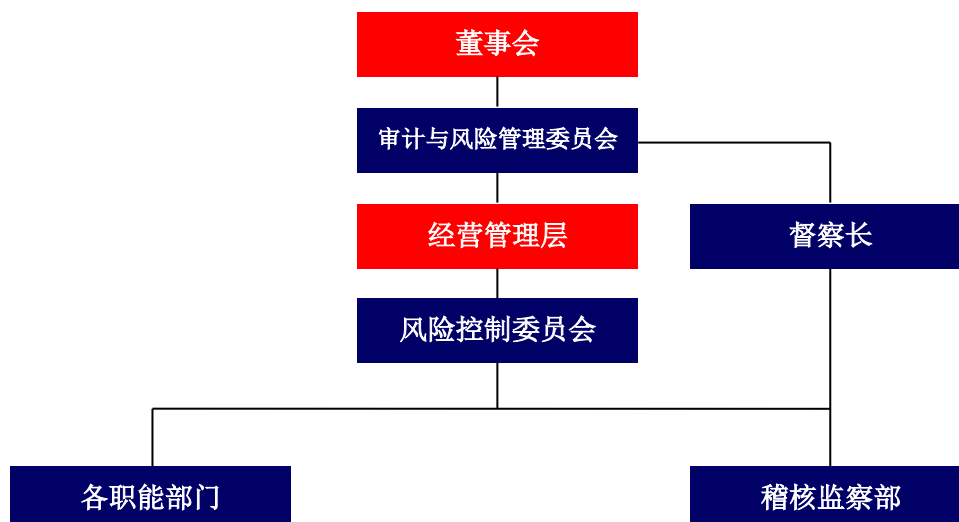 董事会
审计与风险管理委员会
经营管理层
督察长
风险控制委员会
各职能部门
稽核监察部